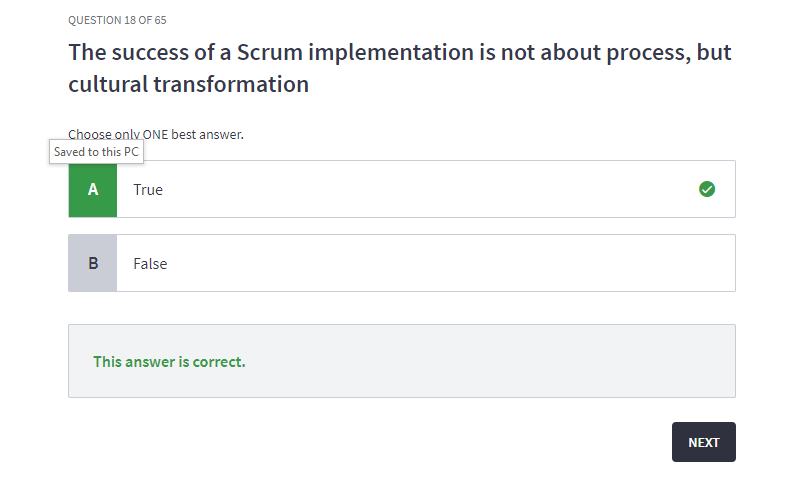 QUESTION 18 OF 65
The success of a Scrum implementation is not about process, but
cultural transformation
Choose only ONE best answer.
Saved to this PC
A True
B False
This answer is correct.
NEXT